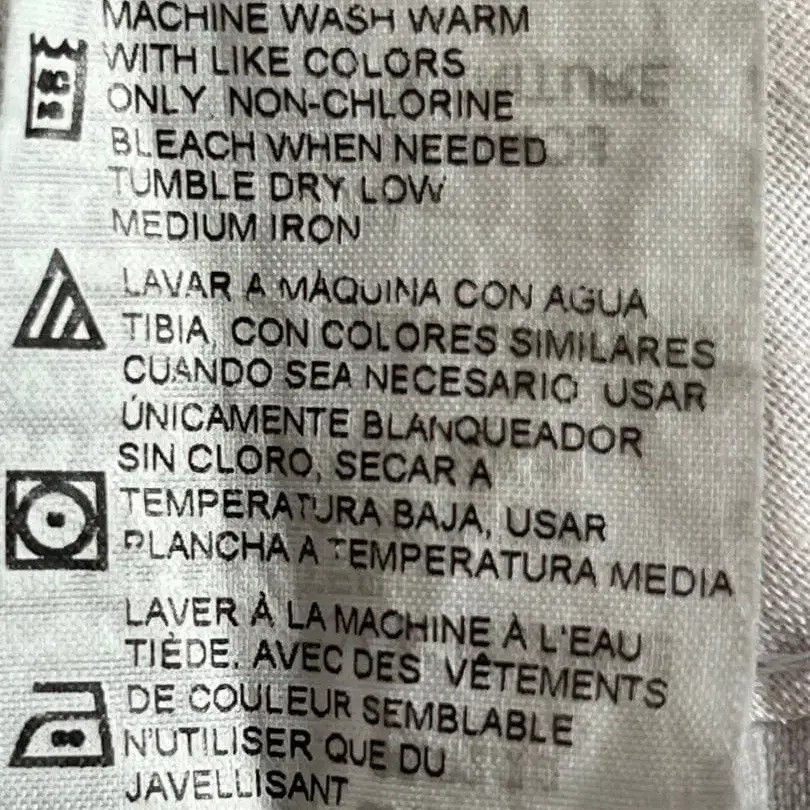 MACHINE WASH WARM
WITH LIKE COLORS
ONLY, NON-CHLORINE
BLEACH WHEN NEEDED
TUMBLE DRY LOW
MEDIUM IRON
LAVAR A MÁQUINA CON AGUA
TIBIA, CON COLORES SIMILARES
CUANDO SEA NECESARIO USAR
ÚNICAMENTE BLANQUEADOR
SIN CLORO, SECAR A
TEMPERATURA BAJA, USAR
PLANCHA A TEMPERATURA MEDIA
LAVER À LA MACHINE À L'EAU
TIÈDE, AVEC DES VÊTEMENTS
DE COULEUR SEMBLABLE
N'UTILISER QUE DU
JAVELLISANT